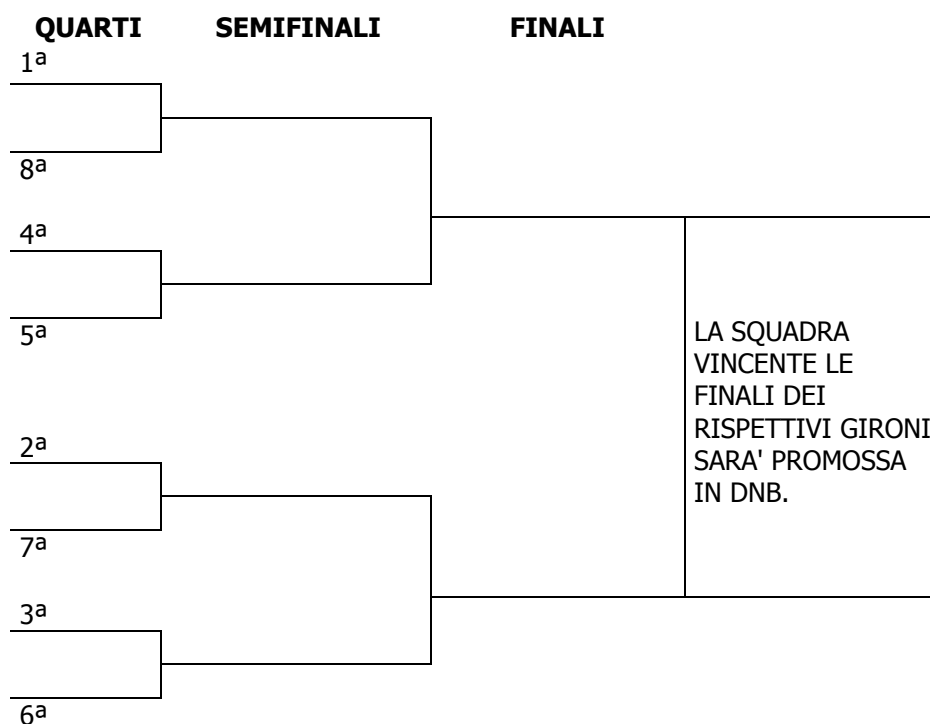 QUARTI SEMIFINALI FINALI
1ª
8ª
4ª
5ª
LA SQUADRA
VINCENTE LE
FINALI DEI
RISPETTIVI GIRONI
SARA' PROMOSSA
IN DNB.
2ª
7ª
3ª
6ª